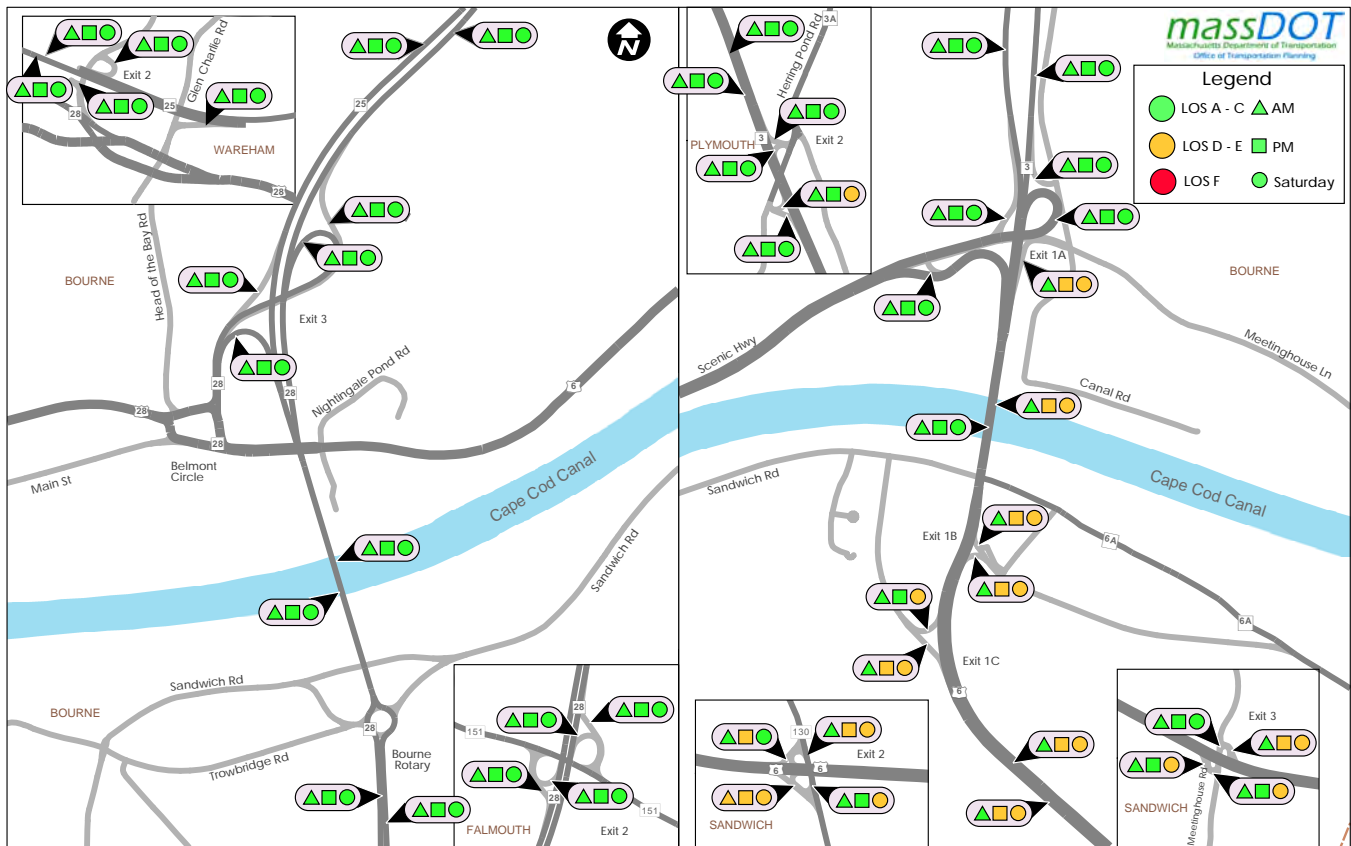 Glen Charlie Rd
Exit 2
25
28
WAREHAM
28
N
25
BOURNE
Head of the Bay Rd
Exit 3
28
28
Nightingale Pond Rd
6
28
28
Belmont
Circle
Main St
Cape Cod Canal
Sandwich Rd
Sandwich Rd
BOURNE
28
Trowbridge Rd
Bourne
Rotary
28
151
28
151
FALMOUTH
Exit 2
3A
Herring Pond Rd
3
PLYMOUTH
Exit 2
massDOT
Massachusetts Department of Transportation
Office of Transportation Planning
Legend
LOS A - C AM
LOS D - E PM
LOS F Saturday
3
Exit 1A
BOURNE
Scenic Hwy
Meetinghouse Ln
Canal Rd
Cape Cod Canal
Sandwich Rd
Exit 1B
6A
6A
Exit 1C
6
130
Exit 2
6
6
SANDWICH
Exit 3
SANDWICH
Meetinghouse Rd